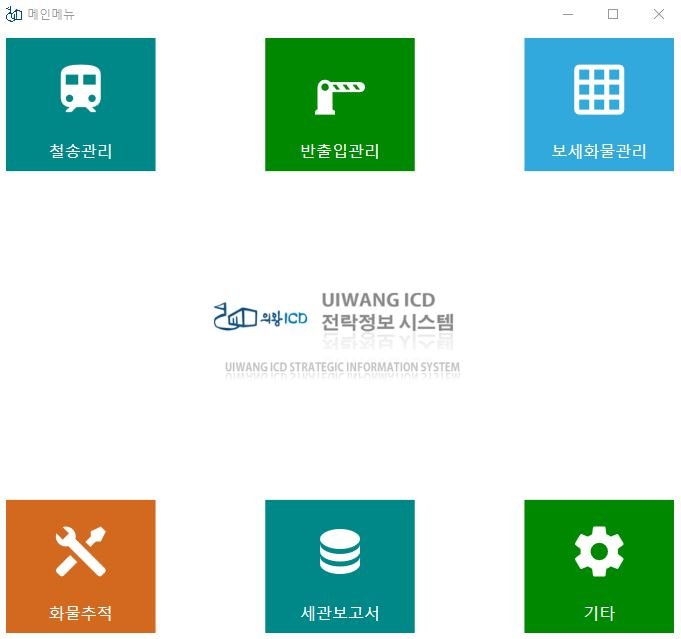 메인메뉴
철송관리
반출입관리
보세화물관리
의왕ICD
UIWANG ICD
전략정보 시스템
UIWANG ICD STRATEGIC INFORMATION SYSTEM
화물추적
세관보고서
기타